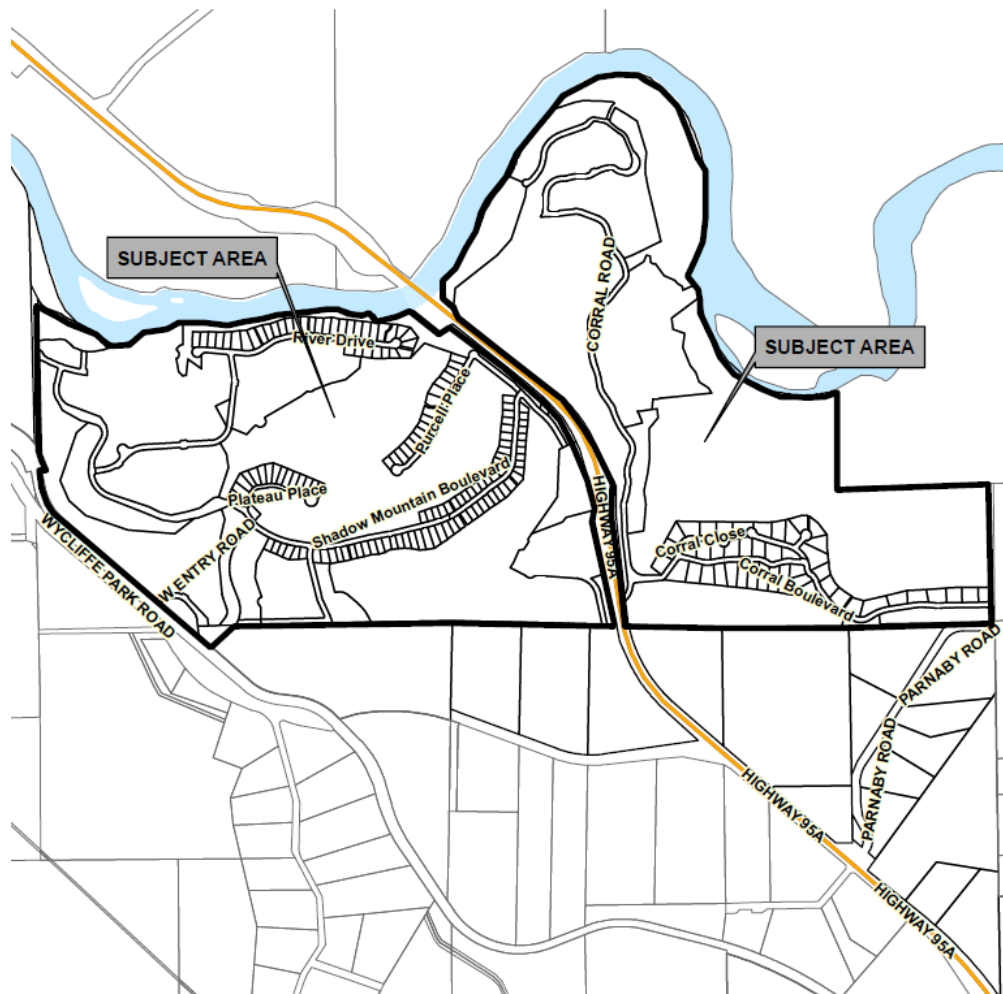 SUBJECT AREA
CORRAL ROAD
River Drive
SUBJECT AREA
Purcell Place
Plateau Place
Shadow Mountain Boulevard
HIGHWAY 95A
WYCLIFFE PARK ROAD
W ENTRY ROAD
Corral Close
Corral Boulevard
PARNABY ROAD
PARNABY ROAD
HIGHWAY 95A
HIGHWAY 95A